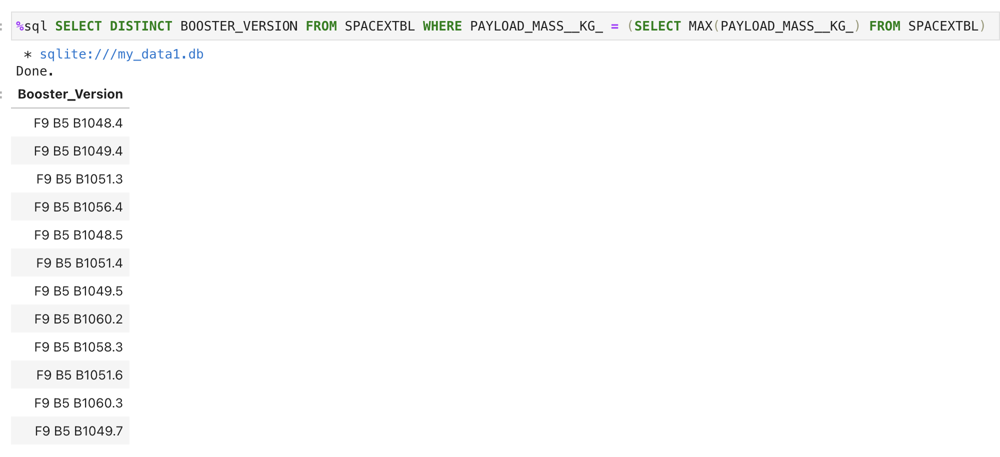 %sql SELECT DISTINCT BOOSTER_VERSION FROM SPACEXTBL WHERE PAYLOAD_MASS__KG_ = (SELECT MAX(PAYLOAD_MASS__KG_) FROM SPACEXTBL)
* sqlite:///my_data1.db
Done.
Booster_Version
F9 B5 B1048.4
F9 B5 B1049.4
F9 B5 B1051.3
F9 B5 B1056.4
F9 B5 B1048.5
F9 B5 B1051.4
F9 B5 B1049.5
F9 B5 B1060.2
F9 B5 B1058.3
F9 B5 B1051.6
F9 B5 B1060.3
F9 B5 B1049.7